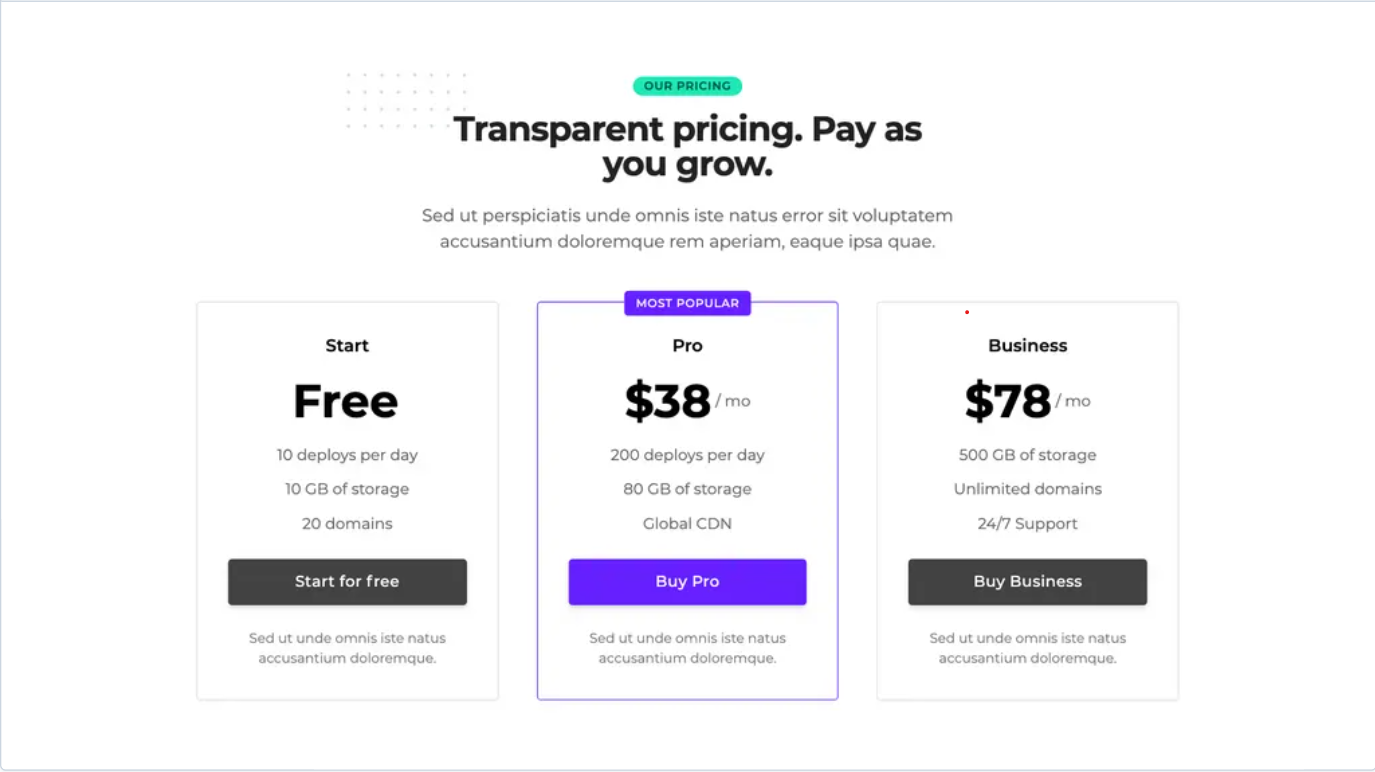 OUR PRICING
Transparent pricing. Pay as
you grow.
Sed ut perspiciatis unde omnis iste natus error sit voluptatem
accusantium doloremque rem aperiam, eaque ipsa quae.
Start
Free
10 deploys per day
10 GB of storage
20 domains
Start for free
Sed ut unde omnis iste natus
accusantium doloremque.
MOST POPULAR
Pro
$38 / mo
200 deploys per day
80 GB of storage
Global CDN
Buy Pro
Sed ut unde omnis iste natus
accusantium doloremque.
Business
$78 / mo
500 GB of storage
Unlimited domains
24/7 Support
Buy Business
Sed ut unde omnis iste natus
accusantium doloremque.